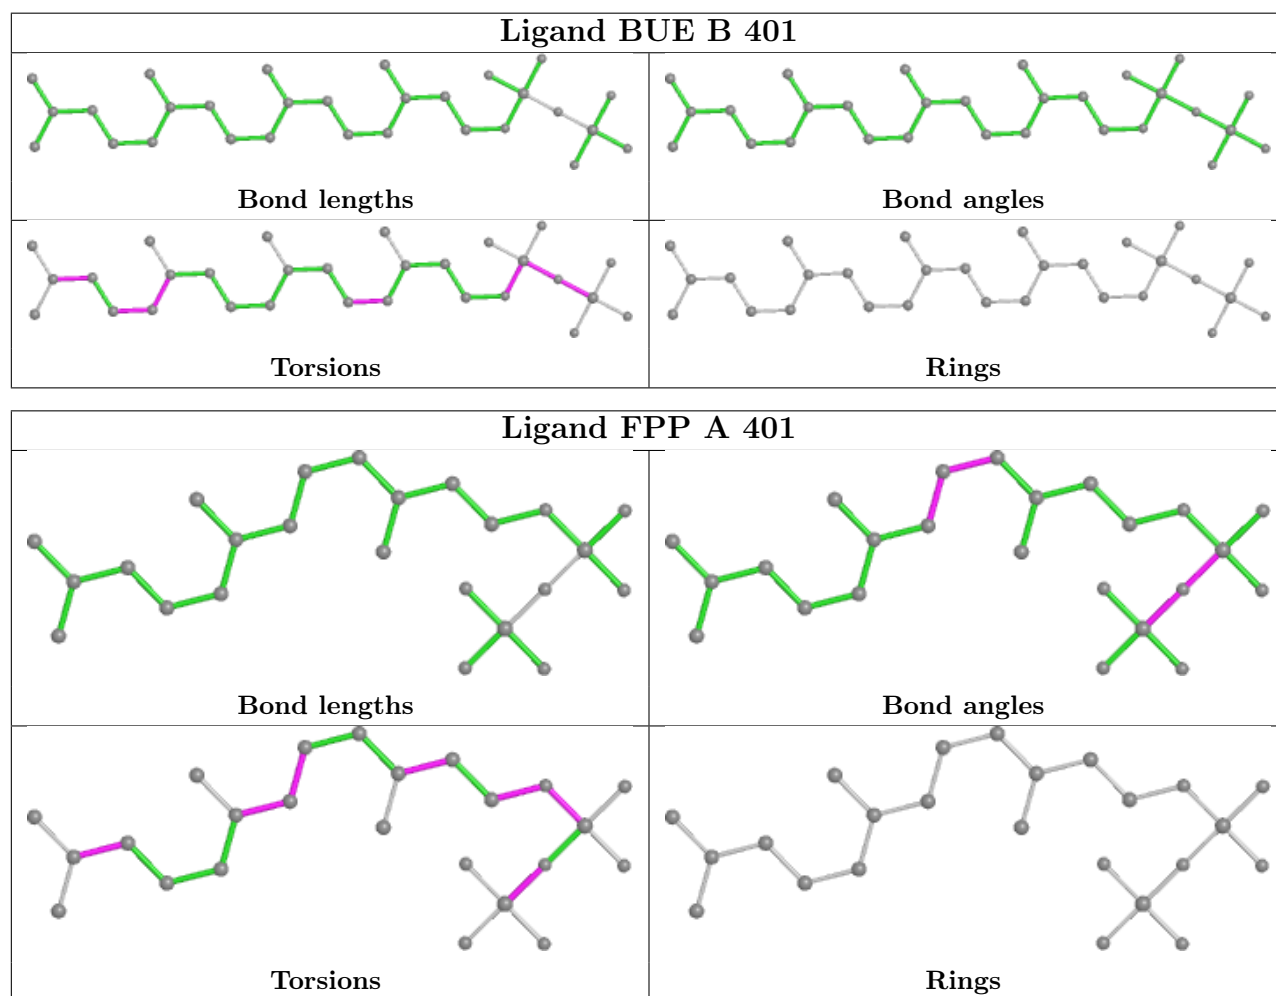 Ligand BUE B 401
Bond lengths
Bond angles
Torsions
Rings
Ligand FPP A 401
Bond lengths
Bond angles
Torsions
Rings